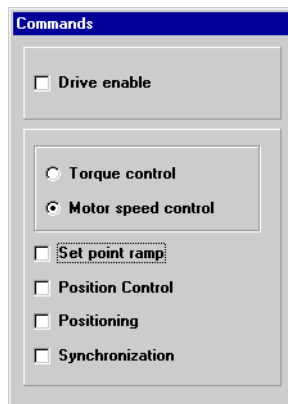 Commands
Drive enable
Torque control
Motor speed control
Set point ramp
Position Control
Positioning
Synchronization